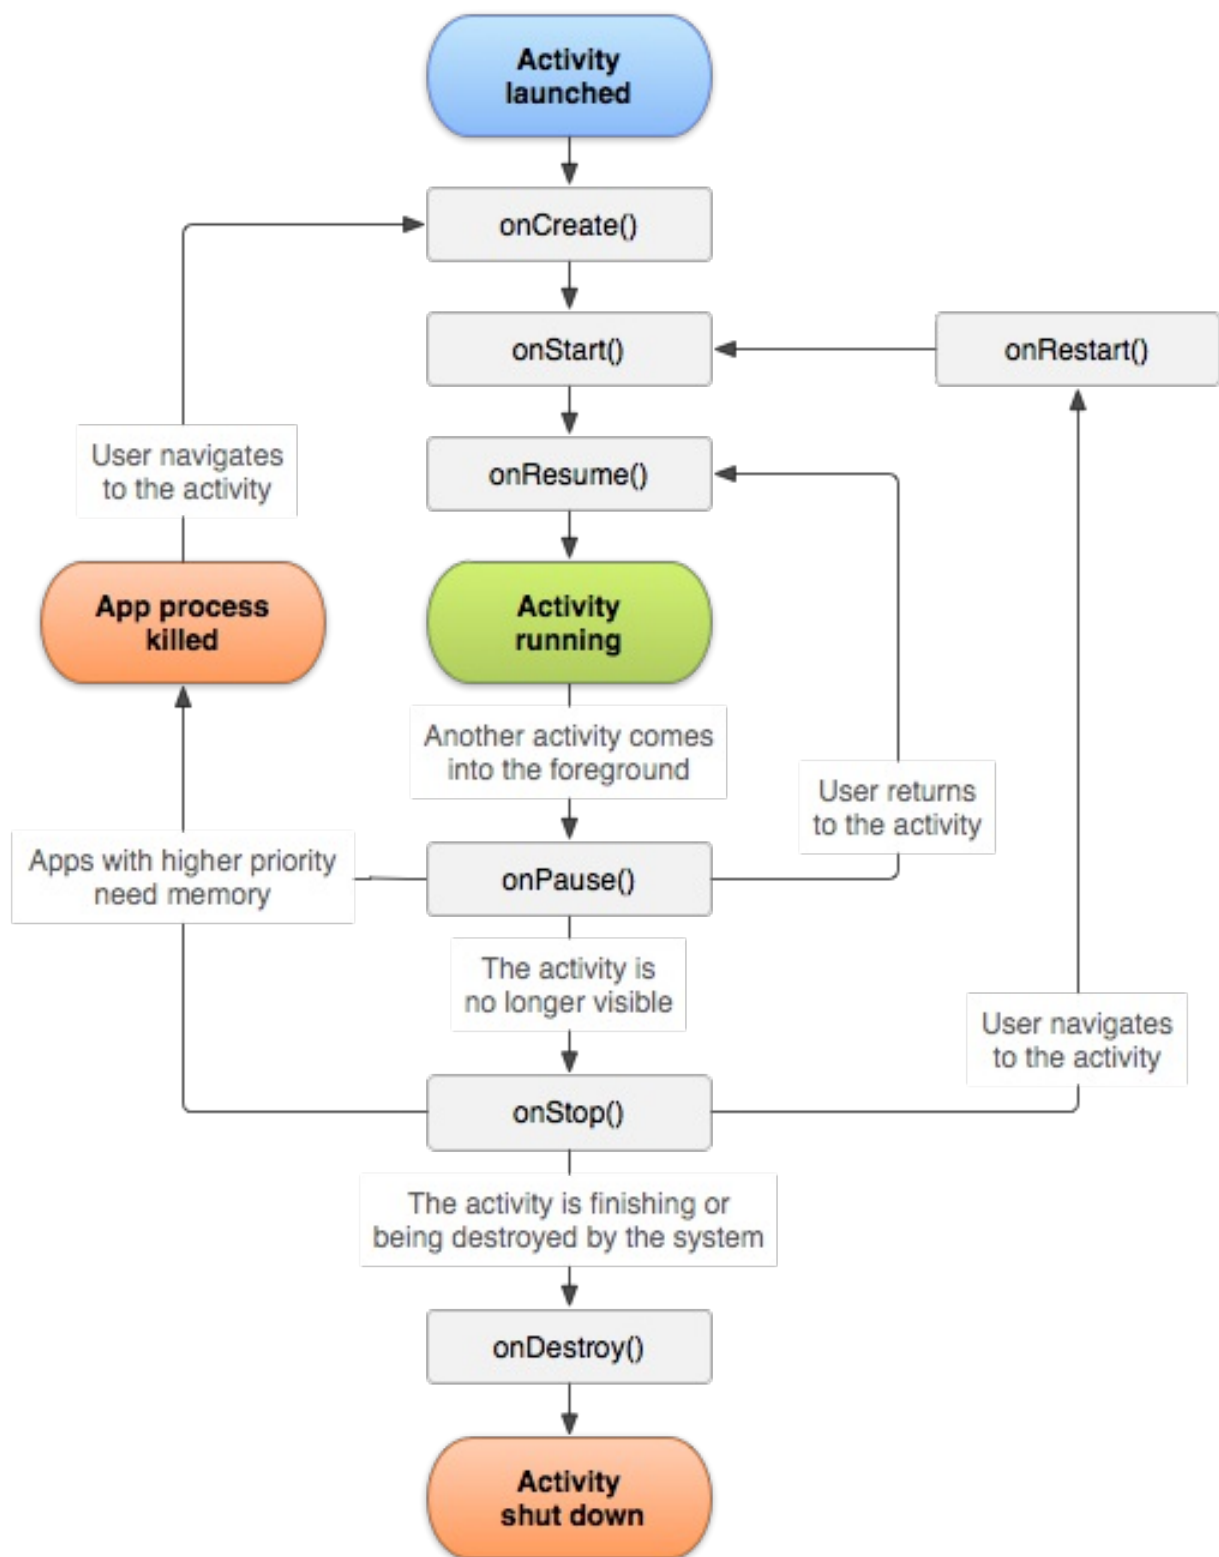 Activity
launched
onCreate()
onStart()
onRestart()
User navigates
to the activity
onResume()
App process
killed
Activity
running
Another activity comes
into the foreground
User returns
to the activity
Apps with higher priority
need memory
onPause()
The activity is
no longer visible
User navigates
to the activity
onStop()
The activity is finishing or
being destroyed by the system
onDestroy()
Activity
shut down